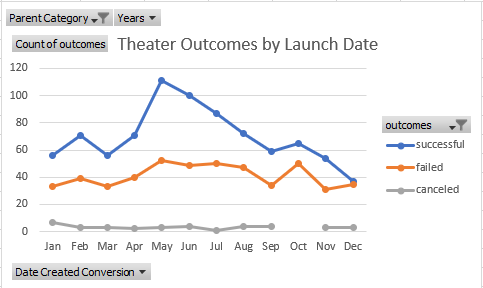 Parent Category Years
Count of outcomes
Theater Outcomes by Launch Date
120
100
80
60
40
20
0
Jan Feb Mar Apr May Jun Jul Aug Sep Oct Nov Dec
outcomes
successful
failed
canceled
Date Created Conversion